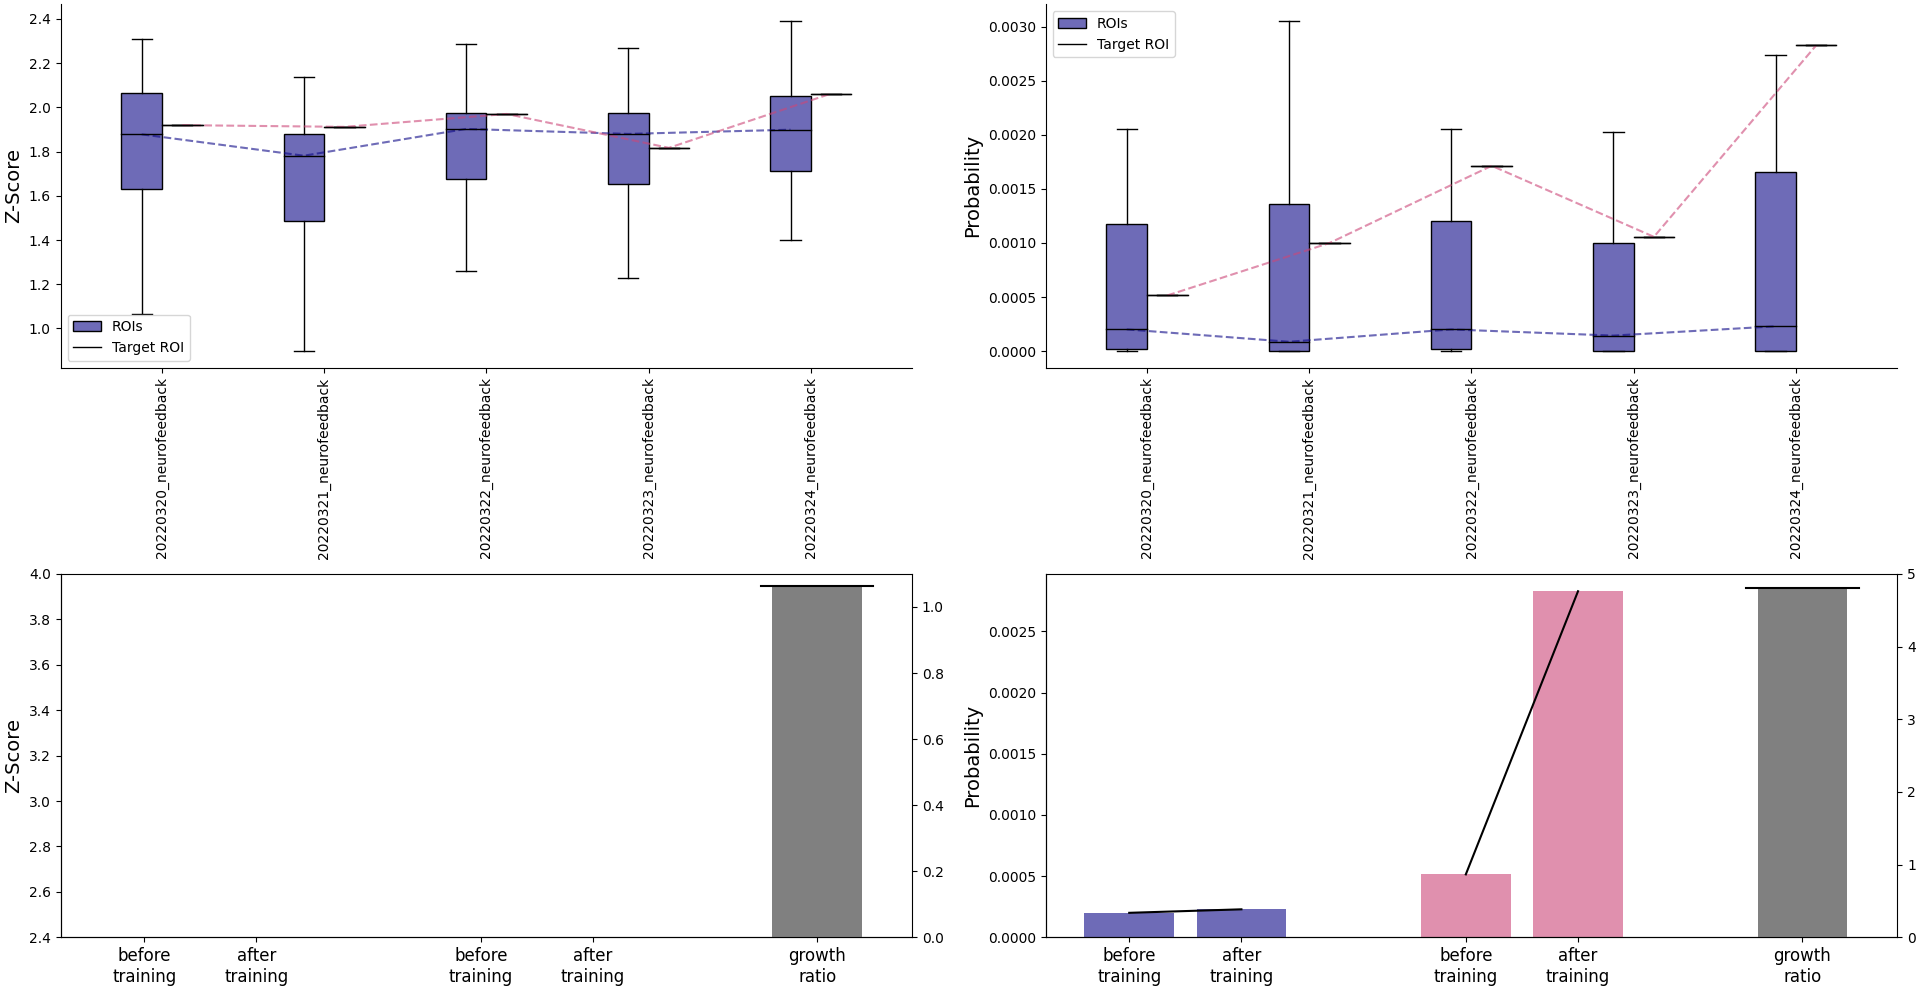 2.4
2.2
2.0
1.8
1.6
1.4
1.2
1.0
Z-Score
ROIs
Target ROI
20220320_neurofeedback
20220321_neurofeedback
20220322_neurofeedback
20220323_neurofeedback
20220324_neurofeedback
0.0030
0.0025
0.0020
0.0015
0.0010
0.0005
0.0000
Probability
ROIs
Target ROI
20220320_neurofeedback
20220321_neurofeedback
20220322_neurofeedback
20220323_neurofeedback
20220324_neurofeedback
4.0
3.8
3.6
3.4
3.2
3.0
2.8
2.6
2.4
Z-Score
1.0
0.8
0.6
0.4
0.2
0.0
before
training
after
training
before
training
after
training
growth
ratio
0.0025
0.0020
0.0015
0.0010
0.0005
0.0000
Probability
5
4
3
2
1
0
before
training
after
training
before
training
after
training
growth
ratio